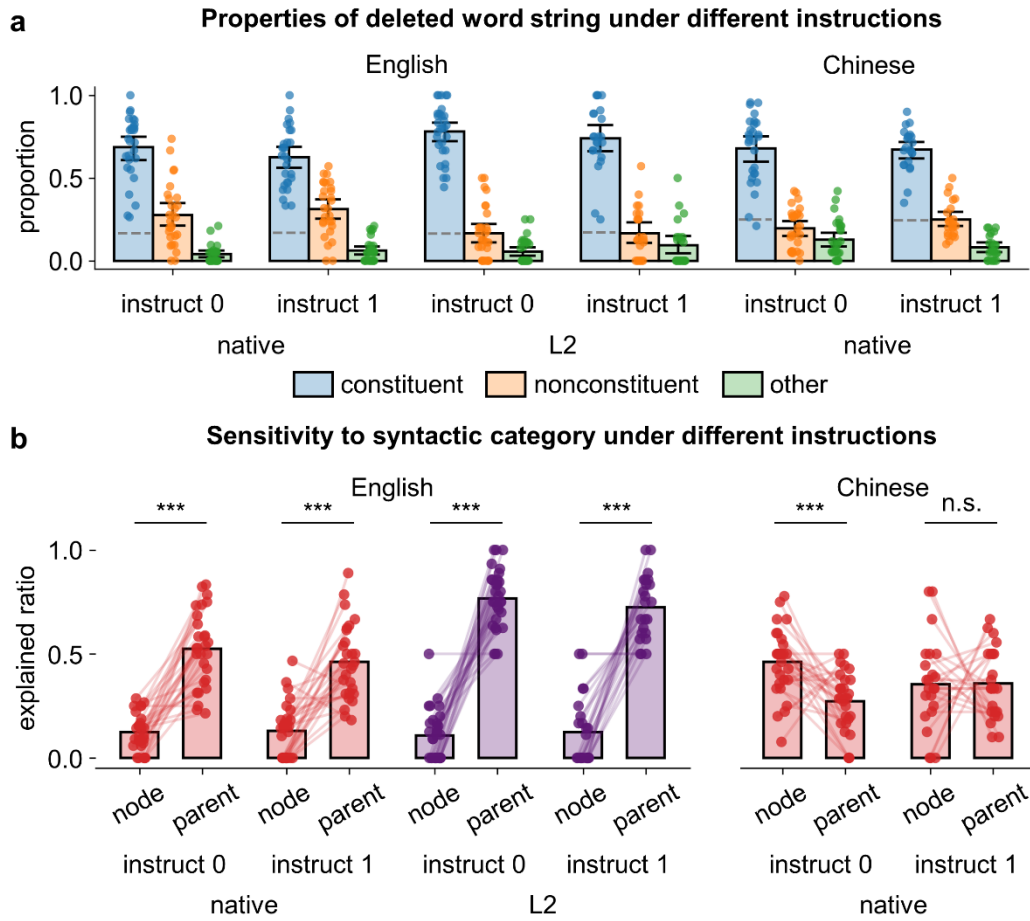 a Properties of deleted word string under different instructions
English Chinese
proportion
1.0
0.5
0.0
instruct 0 instruct 1 instruct 0 instruct 1 instruct 0 instruct 1
native L2 native
constituent nonconstituent other
b Sensitivity to syntactic category under different instructions
English Chinese
*** *** *** *** *** n.s.
explained ratio
1.0
0.5
0.0
node parent node parent node parent node parent node parent node parent
instruct 0 instruct 1 instruct 0 instruct 1 instruct 0 instruct 1
native L2 native